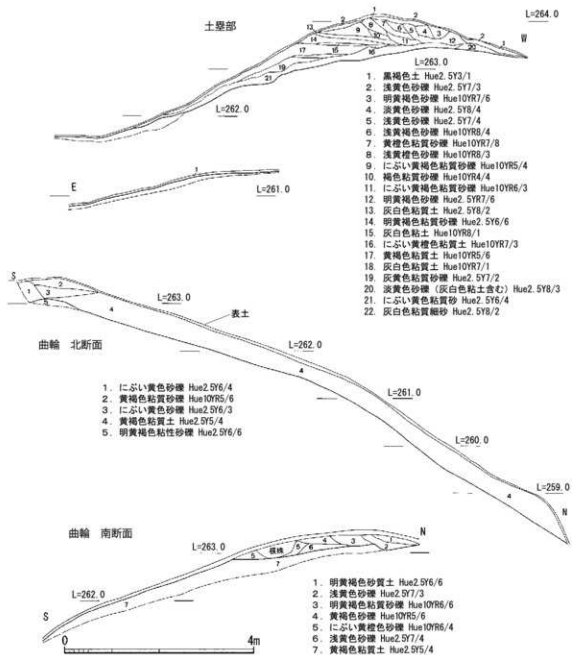 土塁部
L=264.0
W
L=263.0
L=262.0
1. 黒褐色土 Hue2.5Y3/1
2. 浅黄色砂礫 Hue2.5Y7/3
3. 明黄褐色砂礫 Hue10YR7/6
4. 淡黄色砂礫 Hue2.5Y8/4
5. 浅黄色砂礫 Hue2.5Y7/4
6. 浅黄褐色砂礫 Hue10YR8/4
7. 黄橙色粘質砂礫 Hue10YR7/8
8. 浅黄橙色砂礫 Hue10YR8/3
9. にぶい黄褐色粘質砂礫 Hue10YR5/4
10. 褐色粘質砂礫 Hue10YR4/4
11. にぶい黄褐色粘質砂礫 Hue10YR6/3
12. 明黄褐色砂礫 Hue2.5YR7/6
13. 灰白色粘質土 Hue2.5Y8/2
14. 明黄褐色粘質砂礫 Hue2.5Y6/6
15. 灰白色粘土 Hue10YR8/1
16. にぶい黄橙色粘質土 Hue10YR7/3
17. 黄褐色粘質土 Hue10YR5/6
18. 灰白色粘質土 Hue10YR7/1
19. 灰黄色粘質砂礫 Hue2.5Y7/2
20. 淡黄色砂礫(灰白色粘土含む)Hue2.5Y8/3
21. にぶい黄色粘質砂 Hue2.5Y6/4
22. 灰白色粘質細砂 Hue2.5Y8/2
E
L=261.0
S
L=263.0
表土
L=262.0
L=261.0
L=260.0
L=259.0
N
曲輪 北断面
1. にぶい黄色砂礫 Hue2.5Y6/4
2. 黄褐色粘質砂礫 Hue10YR5/6
3. にぶい黄色砂礫 Hue2.5Y6/3
4. 黄褐色粘質土 Hue2.5Y5/4
5. 明黄褐色粘性砂礫 Hue2.5Y6/6
曲輪 南断面
L=263.0
N
L=262.0
S
1. 明黄褐色砂質土 Hue2.5Y6/6
2. 浅黄色砂礫 Hue2.5Y7/3
3. 明黄褐色粘質砂礫 Hue10YR6/6
4. 黄褐色砂礫 Hue10YR5/6
5. にぶい黄橙色砂礫 Hue10YR6/4
6. 浅黄色砂礫 Hue2.5Y7/4
7. 黄褐色粘質土 Hue2.5Y5/4
0 4m